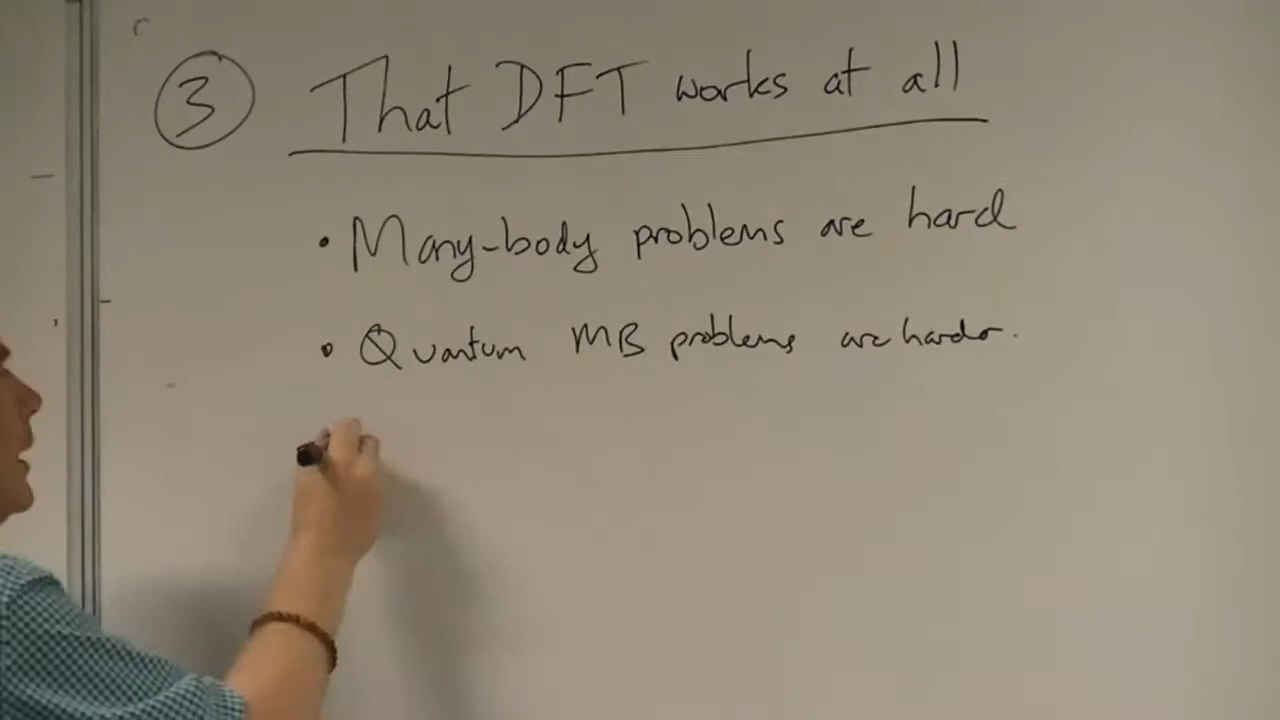 ③ That DFT works at all
• Many-body problems are hard
• Quantum MB problems are harder.